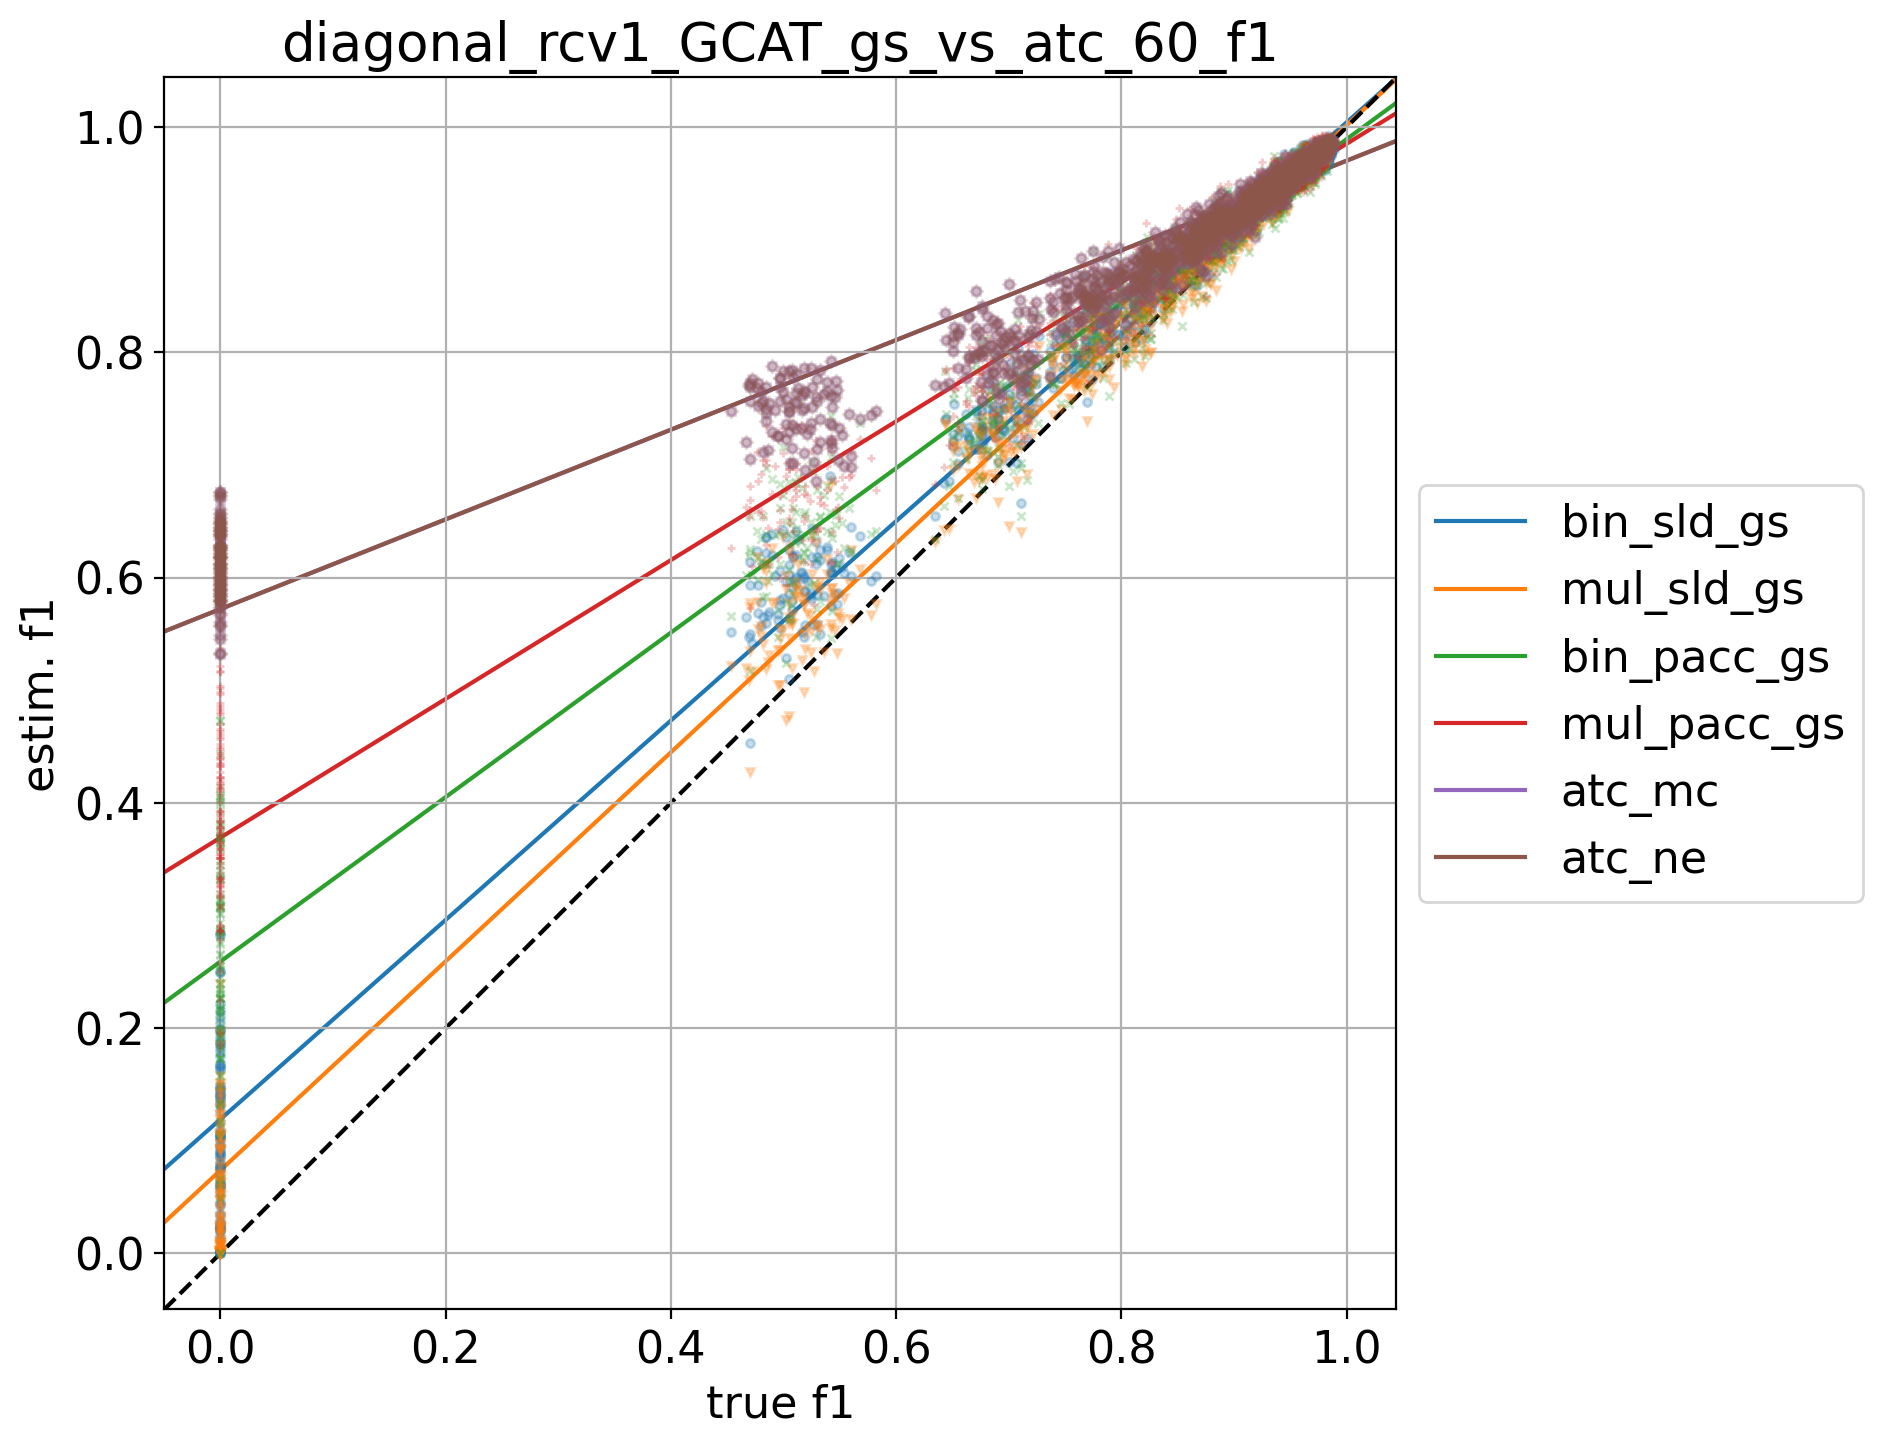 diagonal_rcv1_GCAT_gs_vs_atc_60_f1
1.0
0.8
0.6
0.4
0.2
0.0
estim. f1
0.0 0.2 0.4 0.6 0.8 1.0
true f1
bin_sld_gs
mul_sld_gs
bin_pacc_gs
mul_pacc_gs
atc_mc
atc_ne